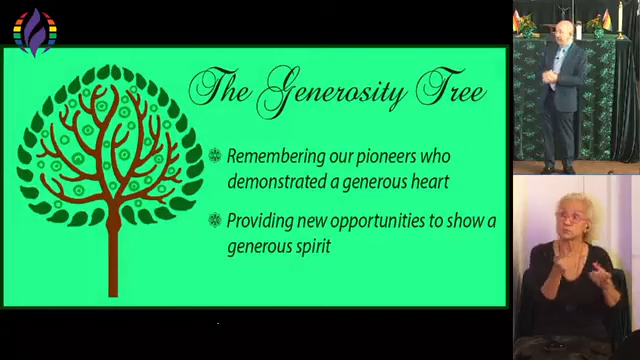 The Generosity Tree
Remembering our pioneers who
demonstrated a generous heart
Providing new opportunities to show a
generous spirit